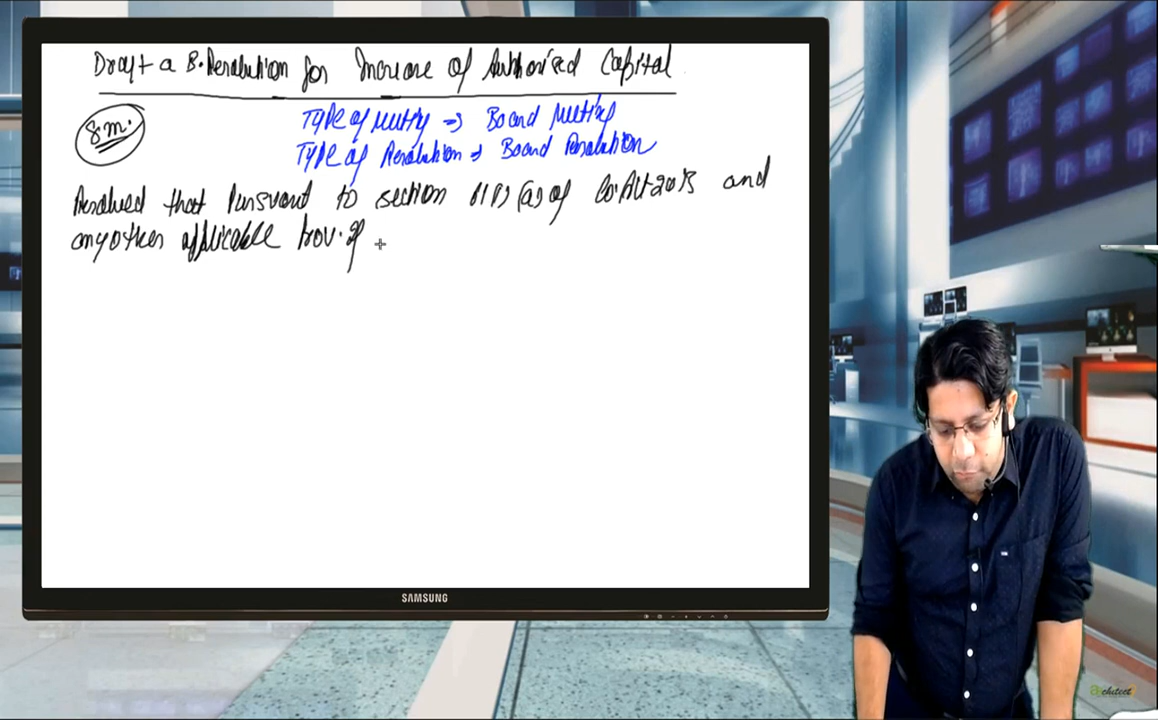 Draft a B.Resolution for Increase of Authorised Capital
8m.
Type of Meeting ⇒ Board Meeting
Type of Resolution ⇒ Board Resolution
Resolved that Pursuant to section 61(1)(a) of Co. Act 2013 and
any other applicable Prov. of
SAMSUNG